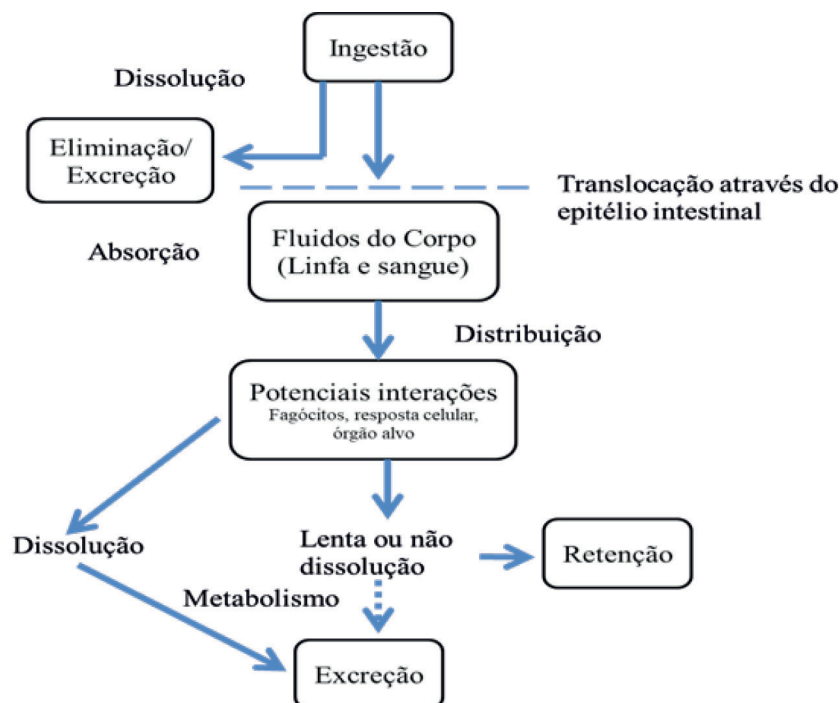 Ingestão
Dissolução
Eliminação/
Excreção
Translocação através do
epitélio intestinal
Absorção
Fluidos do Corpo
(Linfa e sangue)
Distribuição
Potenciais interações
Fagócitos, resposta celular,
órgão alvo
Dissolução
Lenta ou não
dissolução
Retenção
Metabolismo
Excreção